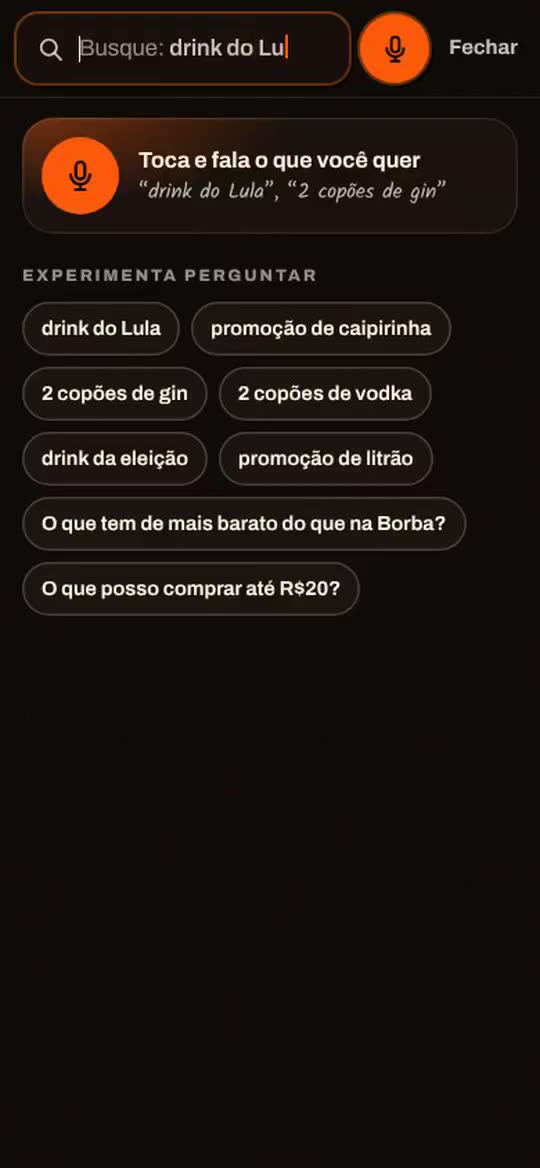 Busque: drink do Lu
Fechar
Toca e fala o que você quer
“drink do Lula”, “2 copões de gin”
EXPERIMENTA PERGUNTAR
drink do Lula
promoção de caipirinha
2 copões de gin
2 copões de vodka
drink da eleição
promoção de litrão
O que tem de mais barato do que na Borba?
O que posso comprar até R$20?